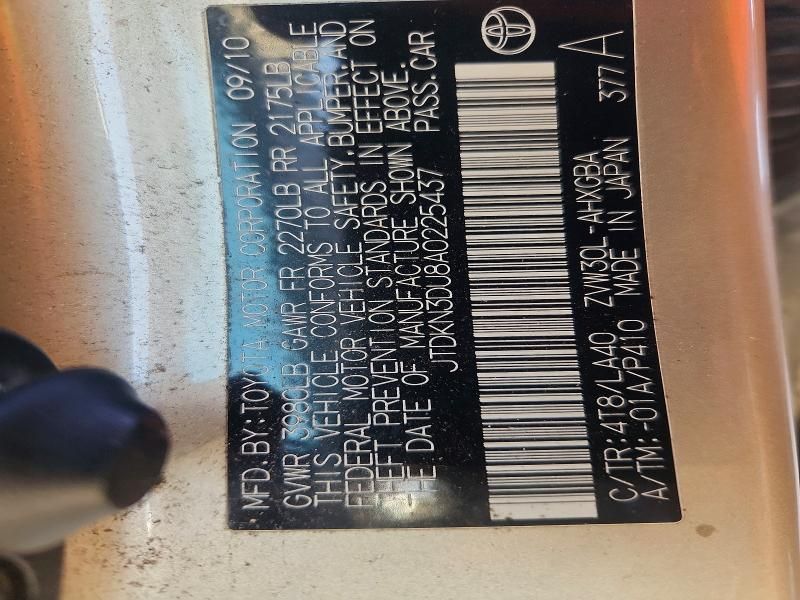 MFD. BY: TOYOTA MOTOR CORPORATION 09/10
GVWR 3980LB GAWR FR 2270LB RR 2175LB
THIS VEHICLE CONFORMS TO ALL APPLICABLE
FEDERAL MOTOR VEHICLE SAFETY, BUMPER, AND
THEFT PREVENTION STANDARDS IN EFFECT ON
THE DATE OF MANUFACTURE SHOWN ABOVE.
JTDKN3DU8A0225437 PASS. CAR
C/TR: 4T8/LA40 ZVW30L-AHXGBA A
A/TM: -01A/P410 MADE IN JAPAN 377